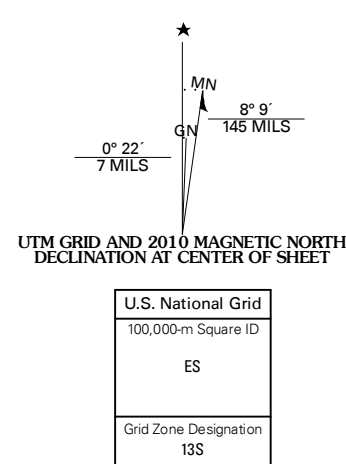 ★
MN
GN
8° 9´
145 MILS
0° 22´
7 MILS
UTM GRID AND 2010 MAGNETIC NORTH
DECLINATION AT CENTER OF SHEET
U.S. National Grid
100,000-m Square ID
ES
Grid Zone Designation
13S